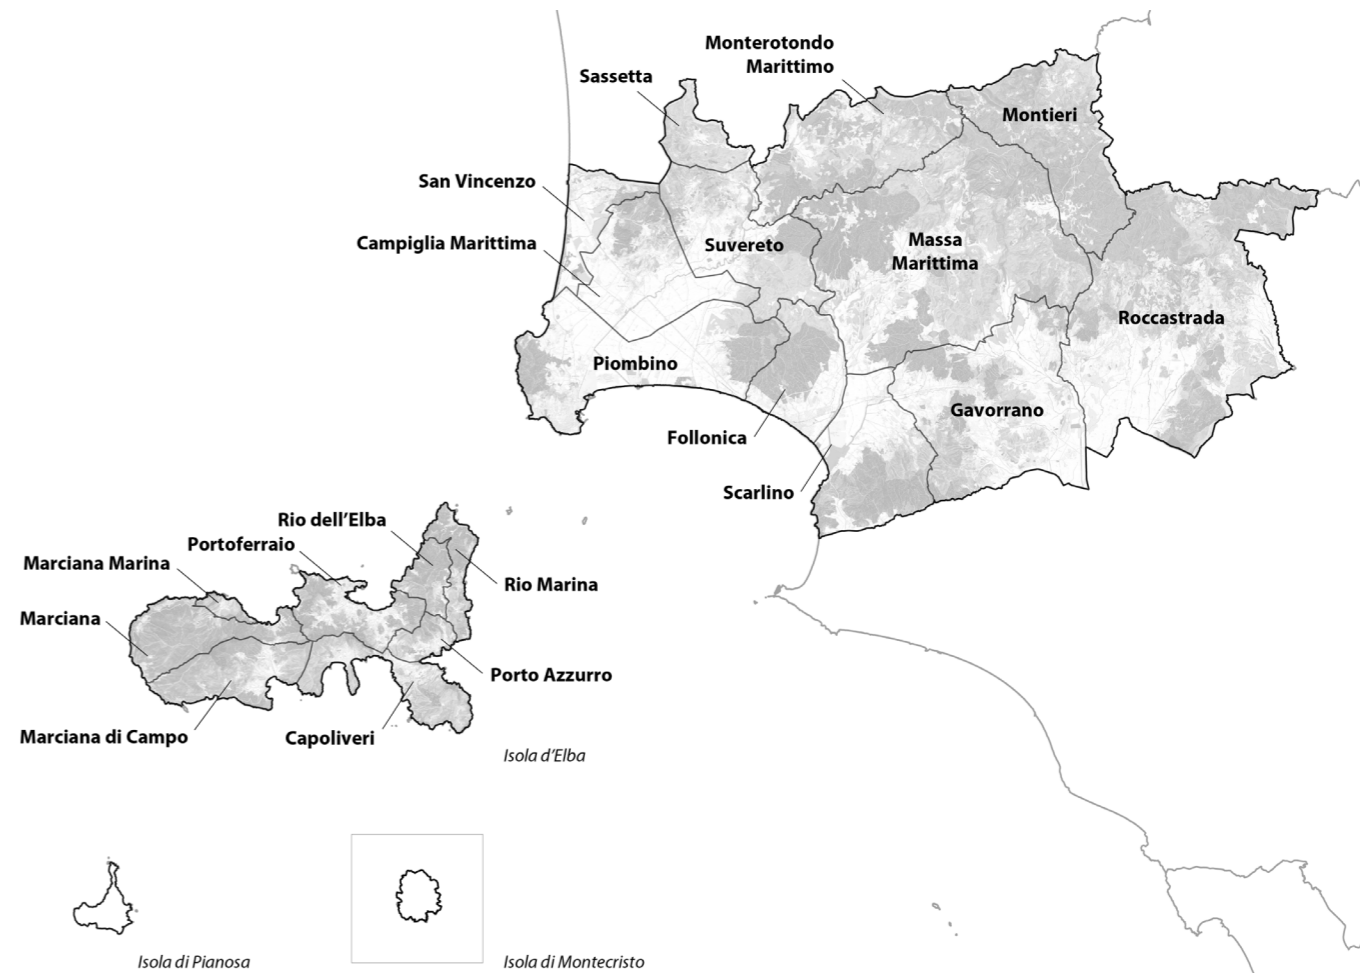 Monterotondo
Marittimo
Sassetta
Montieri
San Vincenzo
Campiglia Marittima
Suvereto
Massa
Marittima
Roccastrada
Piombino
Gavorrano
Follonica
Scarlino
Rio dell’Elba
Portoferraio
Marciana Marina
Rio Marina
Marciana
Porto Azzurro
Marciana di Campo
Capoliveri
Isola d’Elba
Isola di Pianosa
Isola di Montecristo